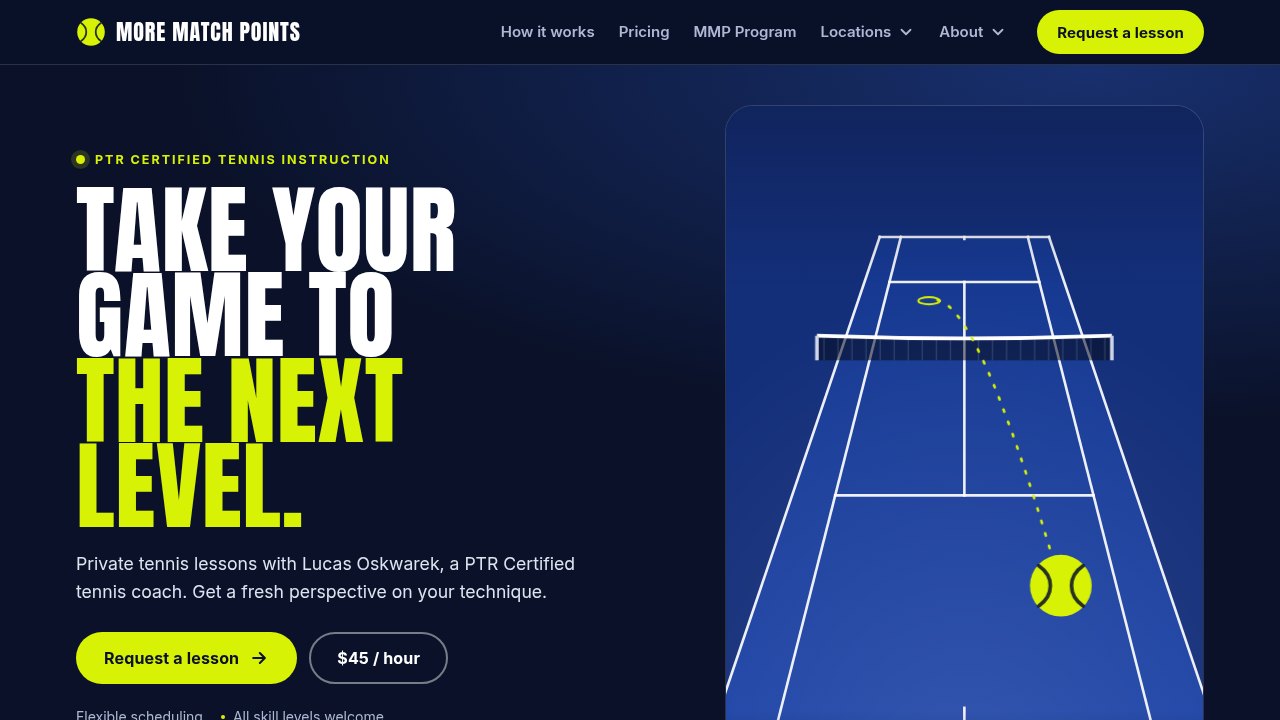 MORE MATCH POINTS
How it works
Pricing
MMP Program
Locations
About
Request a lesson
PTR CERTIFIED TENNIS INSTRUCTION
TAKE YOUR
GAME TO
THE NEXT
LEVEL.
Private tennis lessons with Lucas Oskwarek, a PTR Certified
tennis coach. Get a fresh perspective on your technique.
Request a lesson
$45 / hour
Flexible scheduling • All skill levels welcome